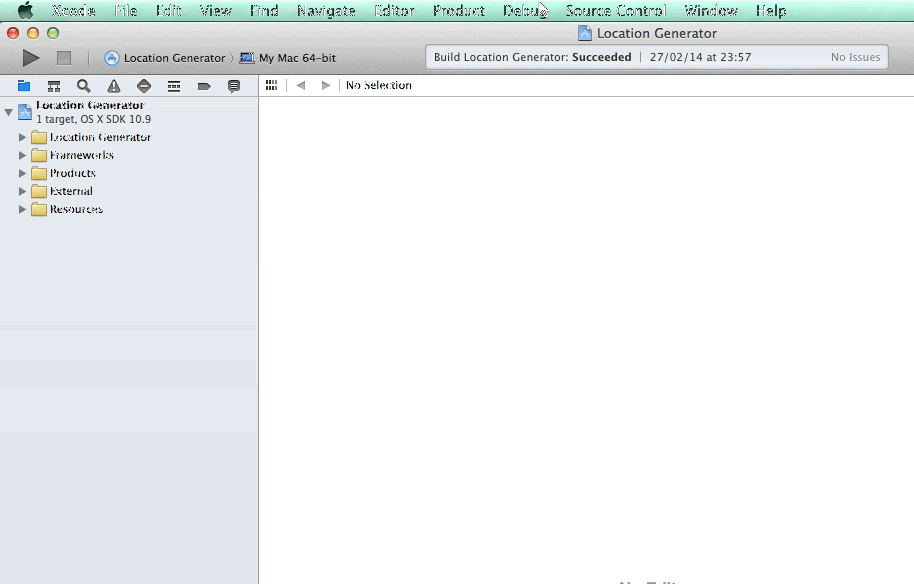 Xcode File Edit View Find Navigate Editor Product Debug Source Control Window Help
Location Generator
Location Generator 〉 My Mac 64-bit
Build Location Generator: Succeeded | 27/02/14 at 23:57 No Issues
No Selection
Location Generator
1 target, OS X SDK 10.9
Location Generator
Frameworks
Products
External
Resources